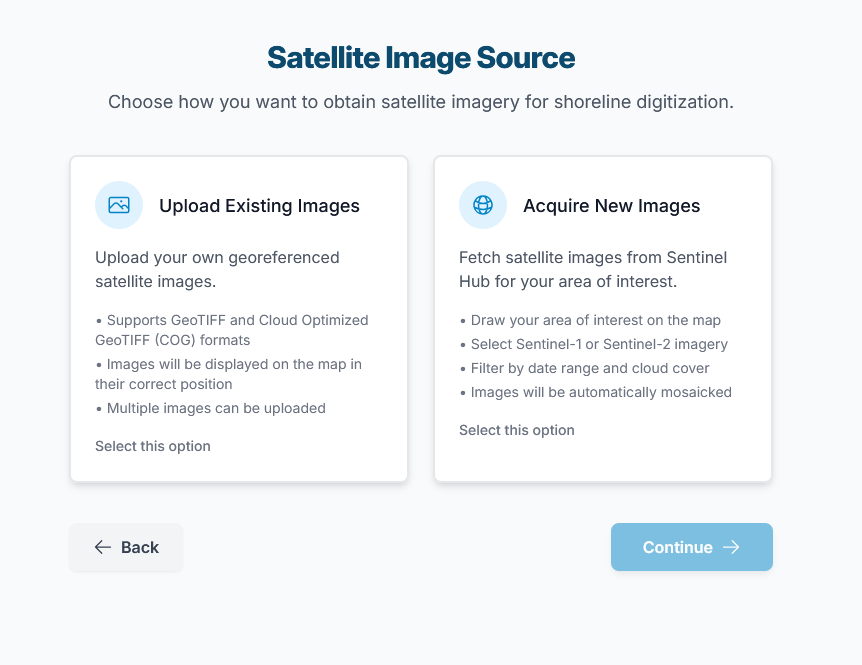 Satellite Image Source
Choose how you want to obtain satellite imagery for shoreline digitization.
Upload Existing Images
Upload your own georeferenced
satellite images.
• Supports GeoTIFF and Cloud Optimized
GeoTIFF (COG) formats
• Images will be displayed on the map in
their correct position
• Multiple images can be uploaded
Select this option
Acquire New Images
Fetch satellite images from Sentinel
Hub for your area of interest.
• Draw your area of interest on the map
• Select Sentinel-1 or Sentinel-2 imagery
• Filter by date range and cloud cover
• Images will be automatically mosaicked
Select this option
Back
Continue